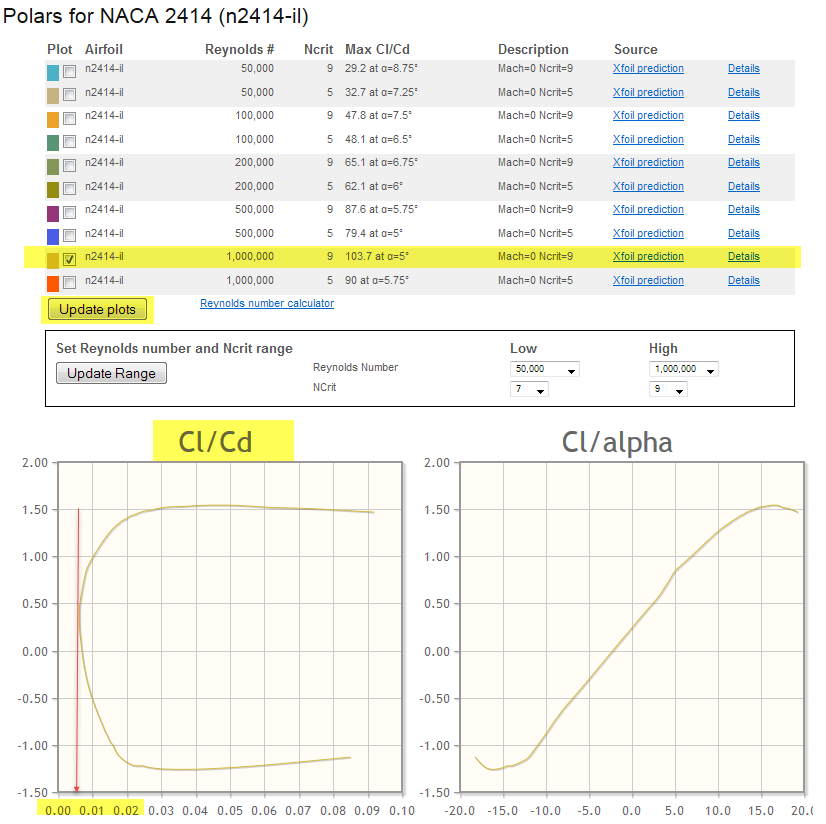 Polars for NACA 2414 (n2414-il)
Plot Airfoil Reynolds # Ncrit Max Cl/Cd Description Source
n2414-il 50,000 9 29.2 at α=8.75° Mach=0 Ncrit=9 Xfoil prediction Details
n2414-il 50,000 5 32.7 at α=7.25° Mach=0 Ncrit=5 Xfoil prediction Details
n2414-il 100,000 9 47.8 at α=7.5° Mach=0 Ncrit=9 Xfoil prediction Details
n2414-il 100,000 5 48.1 at α=6.5° Mach=0 Ncrit=5 Xfoil prediction Details
n2414-il 200,000 9 65.1 at α=6.75° Mach=0 Ncrit=9 Xfoil prediction Details
n2414-il 200,000 5 62.1 at α=6° Mach=0 Ncrit=5 Xfoil prediction Details
n2414-il 500,000 9 87.6 at α=5.75° Mach=0 Ncrit=9 Xfoil prediction Details
n2414-il 500,000 5 79.4 at α=5° Mach=0 Ncrit=5 Xfoil prediction Details
n2414-il 1,000,000 9 103.7 at α=5° Mach=0 Ncrit=9 Xfoil prediction Details
n2414-il 1,000,000 5 90 at α=5.75° Mach=0 Ncrit=5 Xfoil prediction Details
Update plots Reynolds number calculator
Set Reynolds number and Ncrit range Low High
Update Range Reynolds Number 50,000 1,000,000
NCrit 7 9
Cl/Cd Cl/alpha
2.00 2.00
1.50 1.50
1.00 1.00
0.50 0.50
0.00 0.00
-0.50 -0.50
-1.00 -1.00
-1.50 -1.50
0.00 0.01 0.02 0.03 0.04 0.05 0.06 0.07 0.08 0.09 0.10 -20.0 -15.0 -10.0 -5.0 0.0 5.0 10.0 15.0 20.0